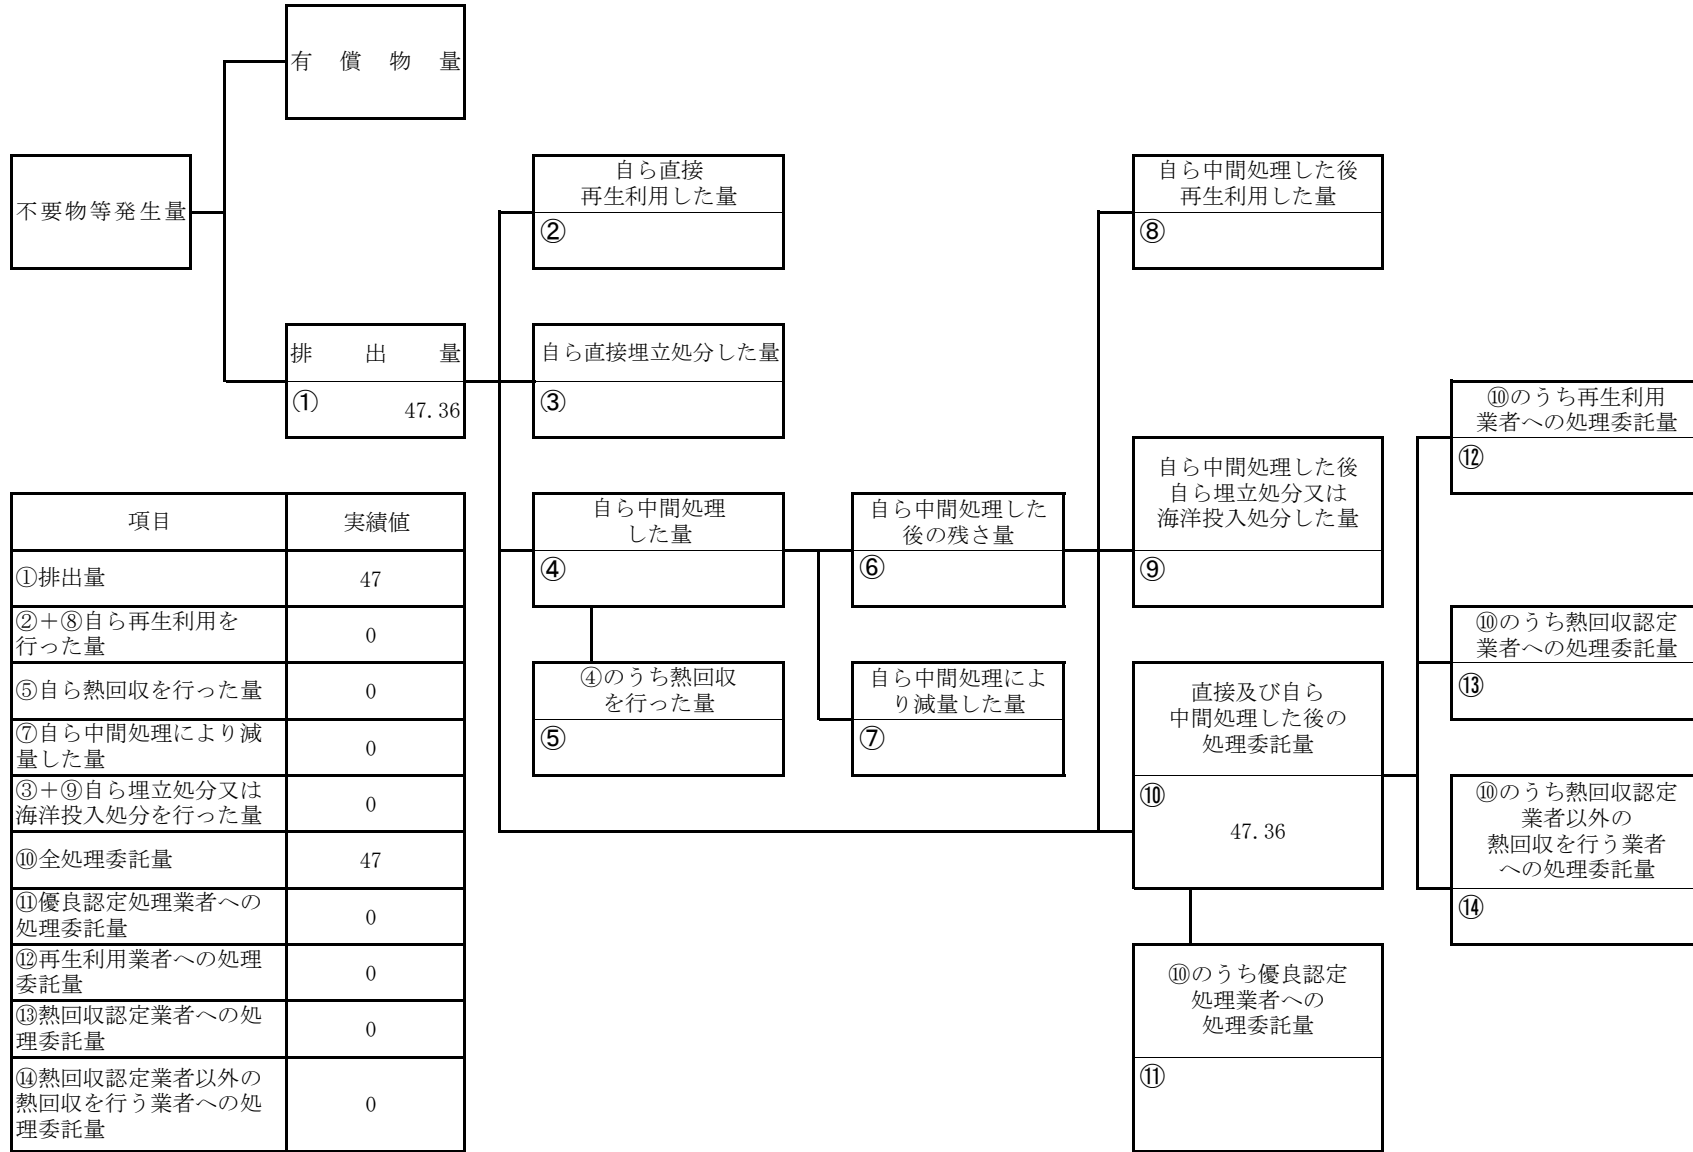 有償物量
不要物等発生量
排出量
①
47.36
自ら直接
再生利用した量
②
自ら直接埋立処分した量
③
自ら中間処理
した量
④
④のうち熱回収
を行った量
⑤
自ら中間処理した
後の残さ量
⑥
自ら中間処理によ
り減量した量
⑦
自ら中間処理した後
再生利用した量
⑧
自ら中間処理した後
自ら埋立処分又は
海洋投入処分した量
⑨
直接及び自ら
中間処理した後の
処理委託量
⑩
47.36
⑩のうち優良認定
処理業者への
処理委託量
⑪
⑩のうち再生利用
業者への処理委託量
⑫
⑩のうち熱回収認定
業者への処理委託量
⑬
⑩のうち熱回収認定
業者以外の
熱回収を行う業者
への処理委託量
⑭
項目 実績値
①排出量 47
②＋⑧自ら再生利用を
行った量 0
⑤自ら熱回収を行った量 0
⑦自ら中間処理により減
量した量 0
③＋⑨自ら埋立処分又は
海洋投入処分を行った量 0
⑩全処理委託量 47
⑪優良認定処理業者への
処理委託量 0
⑫再生利用業者への処理
委託量 0
⑬熱回収認定業者への処
理委託量 0
⑭熱回収認定業者以外の
熱回収を行う業者への処
理委託量 0